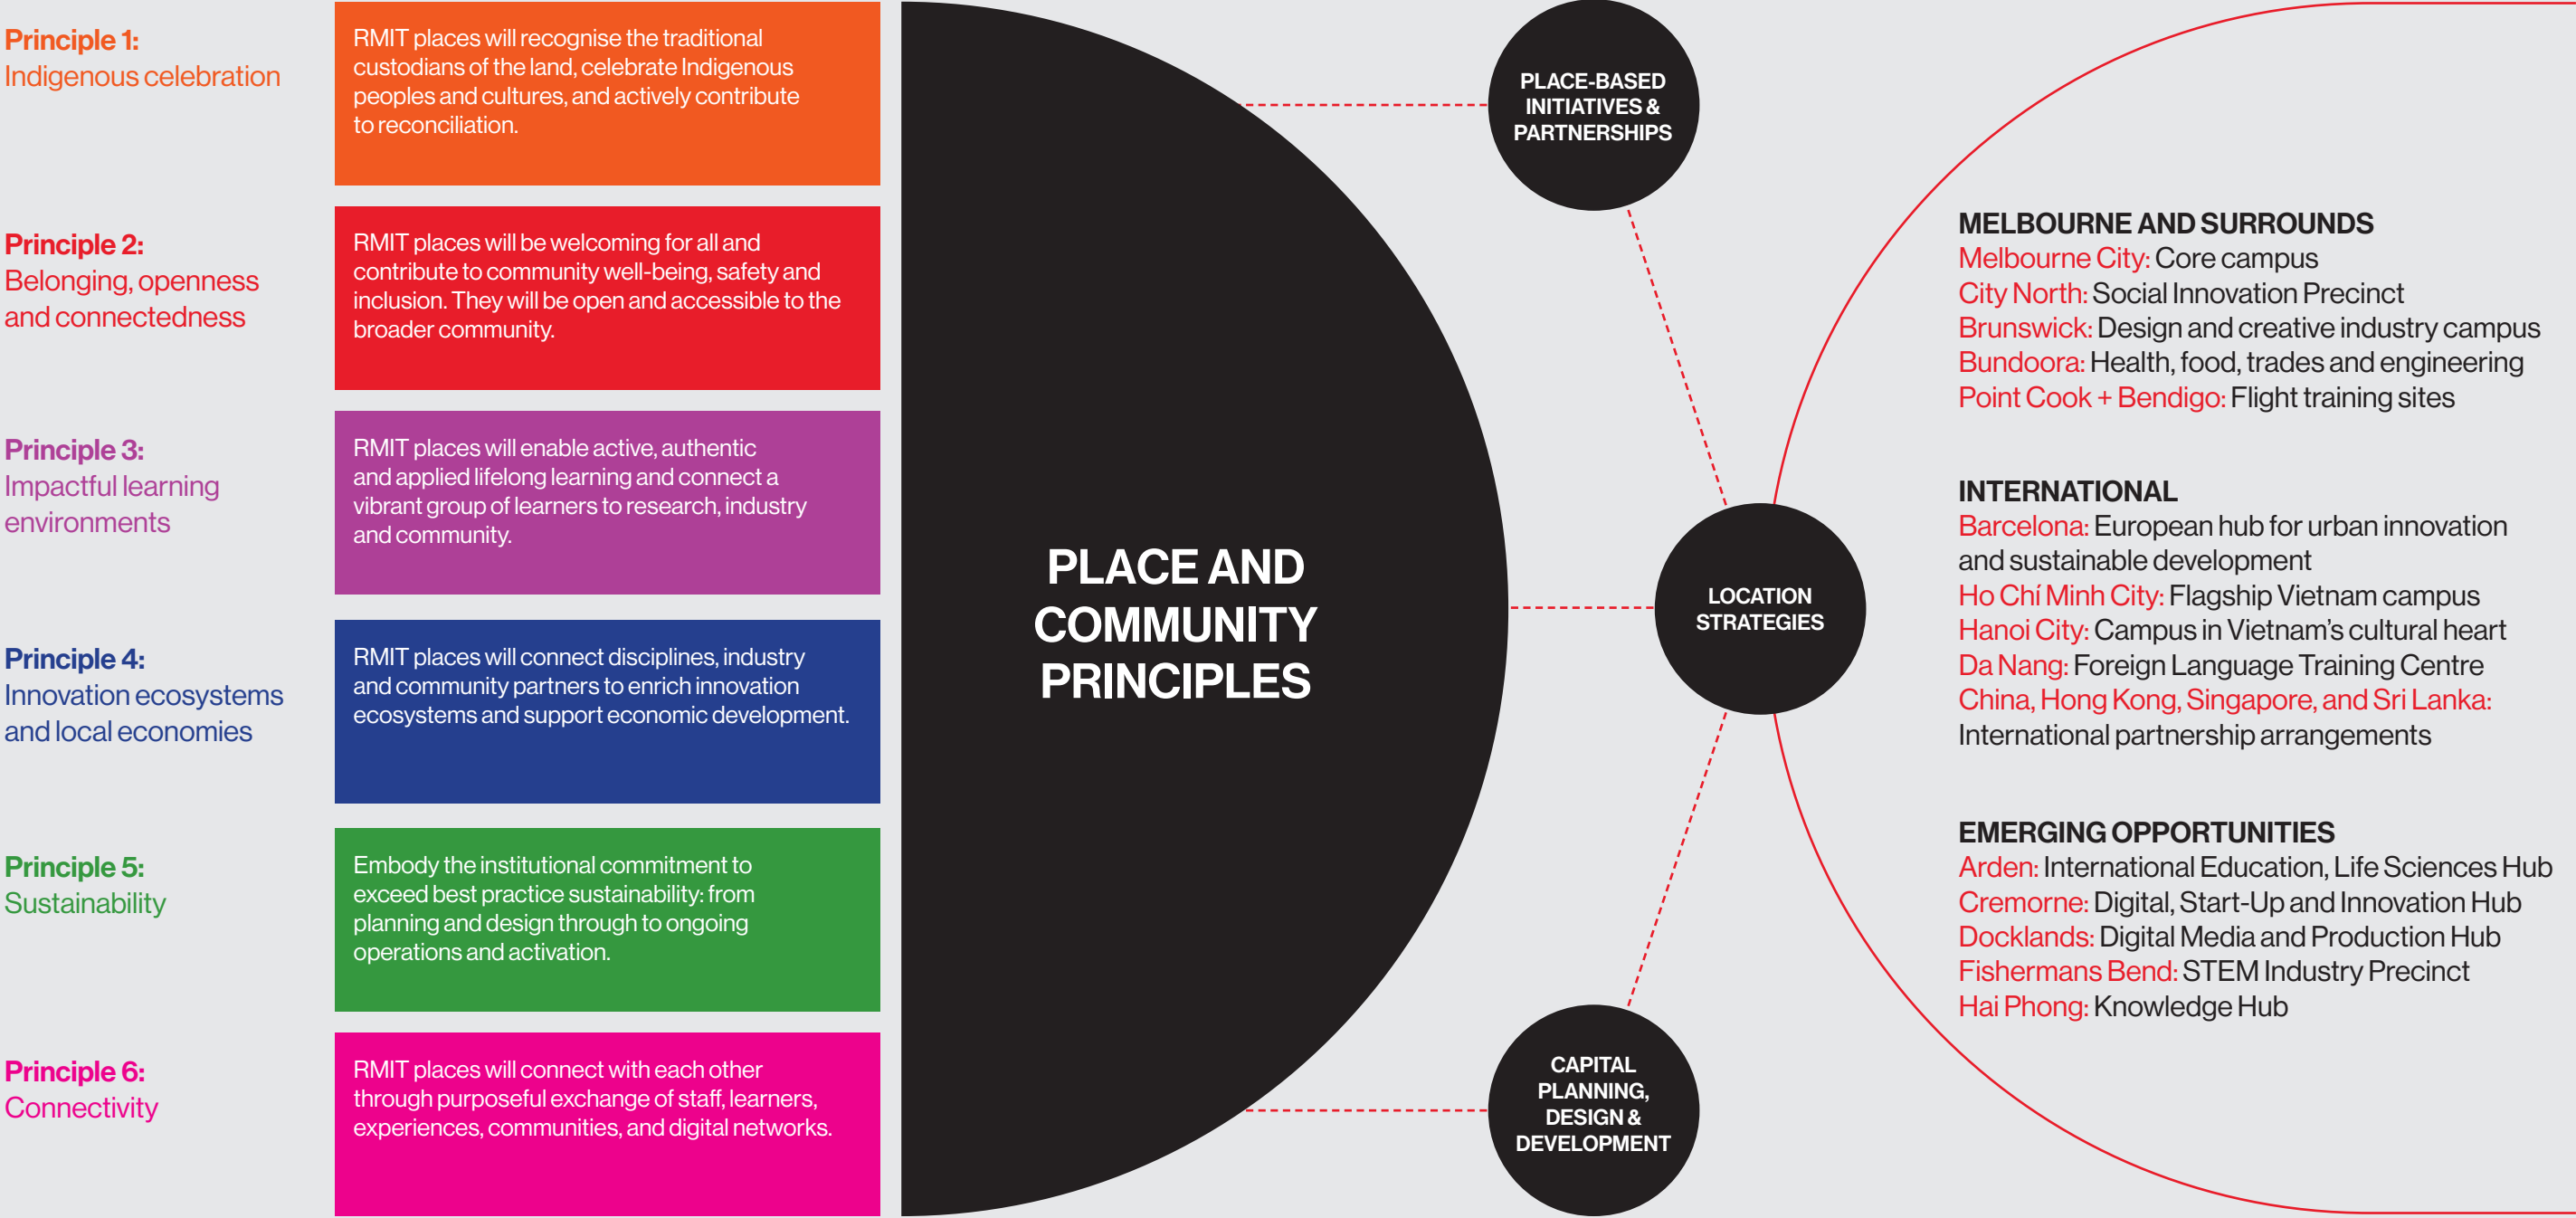 Principle 1:
Indigenous celebration
RMIT places will recognise the traditional
custodians of the land, celebrate Indigenous
peoples and cultures, and actively contribute
to reconciliation.
Principle 2:
Belonging, openness
and connectedness
RMIT places will be welcoming for all and
contribute to community well-being, safety and
inclusion. They will be open and accessible to the
broader community.
Principle 3:
Impactful learning
environments
RMIT places will enable active, authentic
and applied lifelong learning and connect a
vibrant group of learners to research, industry
and community.
Principle 4:
Innovation ecosystems
and local economies
RMIT places will connect disciplines, industry
and community partners to enrich innovation
ecosystems and support economic development.
Principle 5:
Sustainability
Embody the institutional commitment to
exceed best practice sustainability: from
planning and design through to ongoing
operations and activation.
Principle 6:
Connectivity
RMIT places will connect with each other
through purposeful exchange of staff, learners,
experiences, communities, and digital networks.
PLACE AND
COMMUNITY
PRINCIPLES
PLACE-BASED
INITIATIVES &
PARTNERSHIPS
LOCATION
STRATEGIES
CAPITAL
PLANNING,
DESIGN &
DEVELOPMENT
MELBOURNE AND SURROUNDS
Melbourne City: Core campus
City North: Social Innovation Precinct
Brunswick: Design and creative industry campus
Bundoora: Health, food, trades and engineering
Point Cook + Bendigo: Flight training sites
INTERNATIONAL
Barcelona: European hub for urban innovation
and sustainable development
Ho Chí Minh City: Flagship Vietnam campus
Hanoi City: Campus in Vietnam’s cultural heart
Da Nang: Foreign Language Training Centre
China, Hong Kong, Singapore, and Sri Lanka:
International partnership arrangements
EMERGING OPPORTUNITIES
Arden: International Education, Life Sciences Hub
Cremorne: Digital, Start-Up and Innovation Hub
Docklands: Digital Media and Production Hub
Fishermans Bend: STEM Industry Precinct
Hai Phong: Knowledge Hub